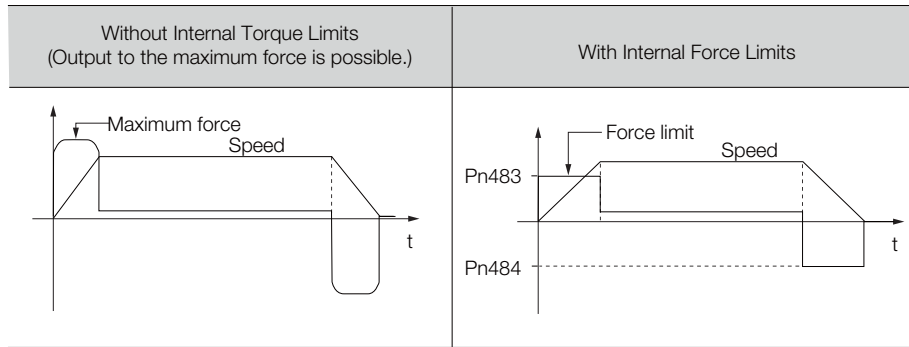 Without Internal Torque Limits
(Output to the maximum force is possible.)
With Internal Force Limits
Maximum force
Speed
t
Force limit
Speed
Pn483
t
Pn484